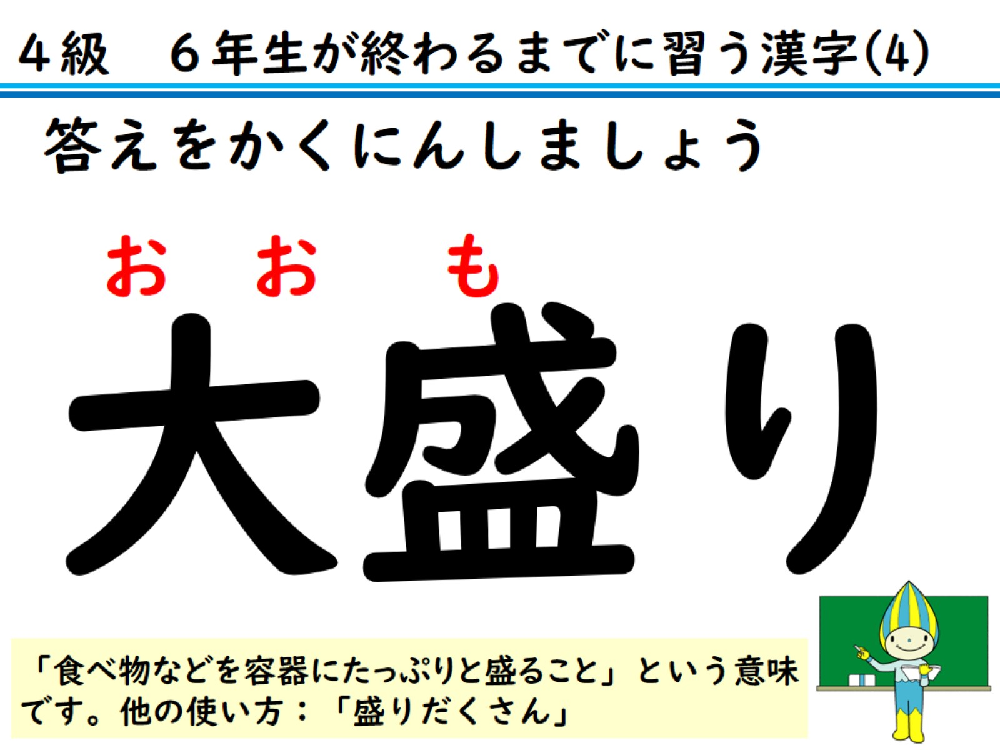 ４級　６年生が終わるまでに習う漢字(4)
答えをかくにんしましょう
お　お　も
大盛り
「食べ物などを容器にたっぷりと盛ること」という意味
です。他の使い方：「盛りだくさん」